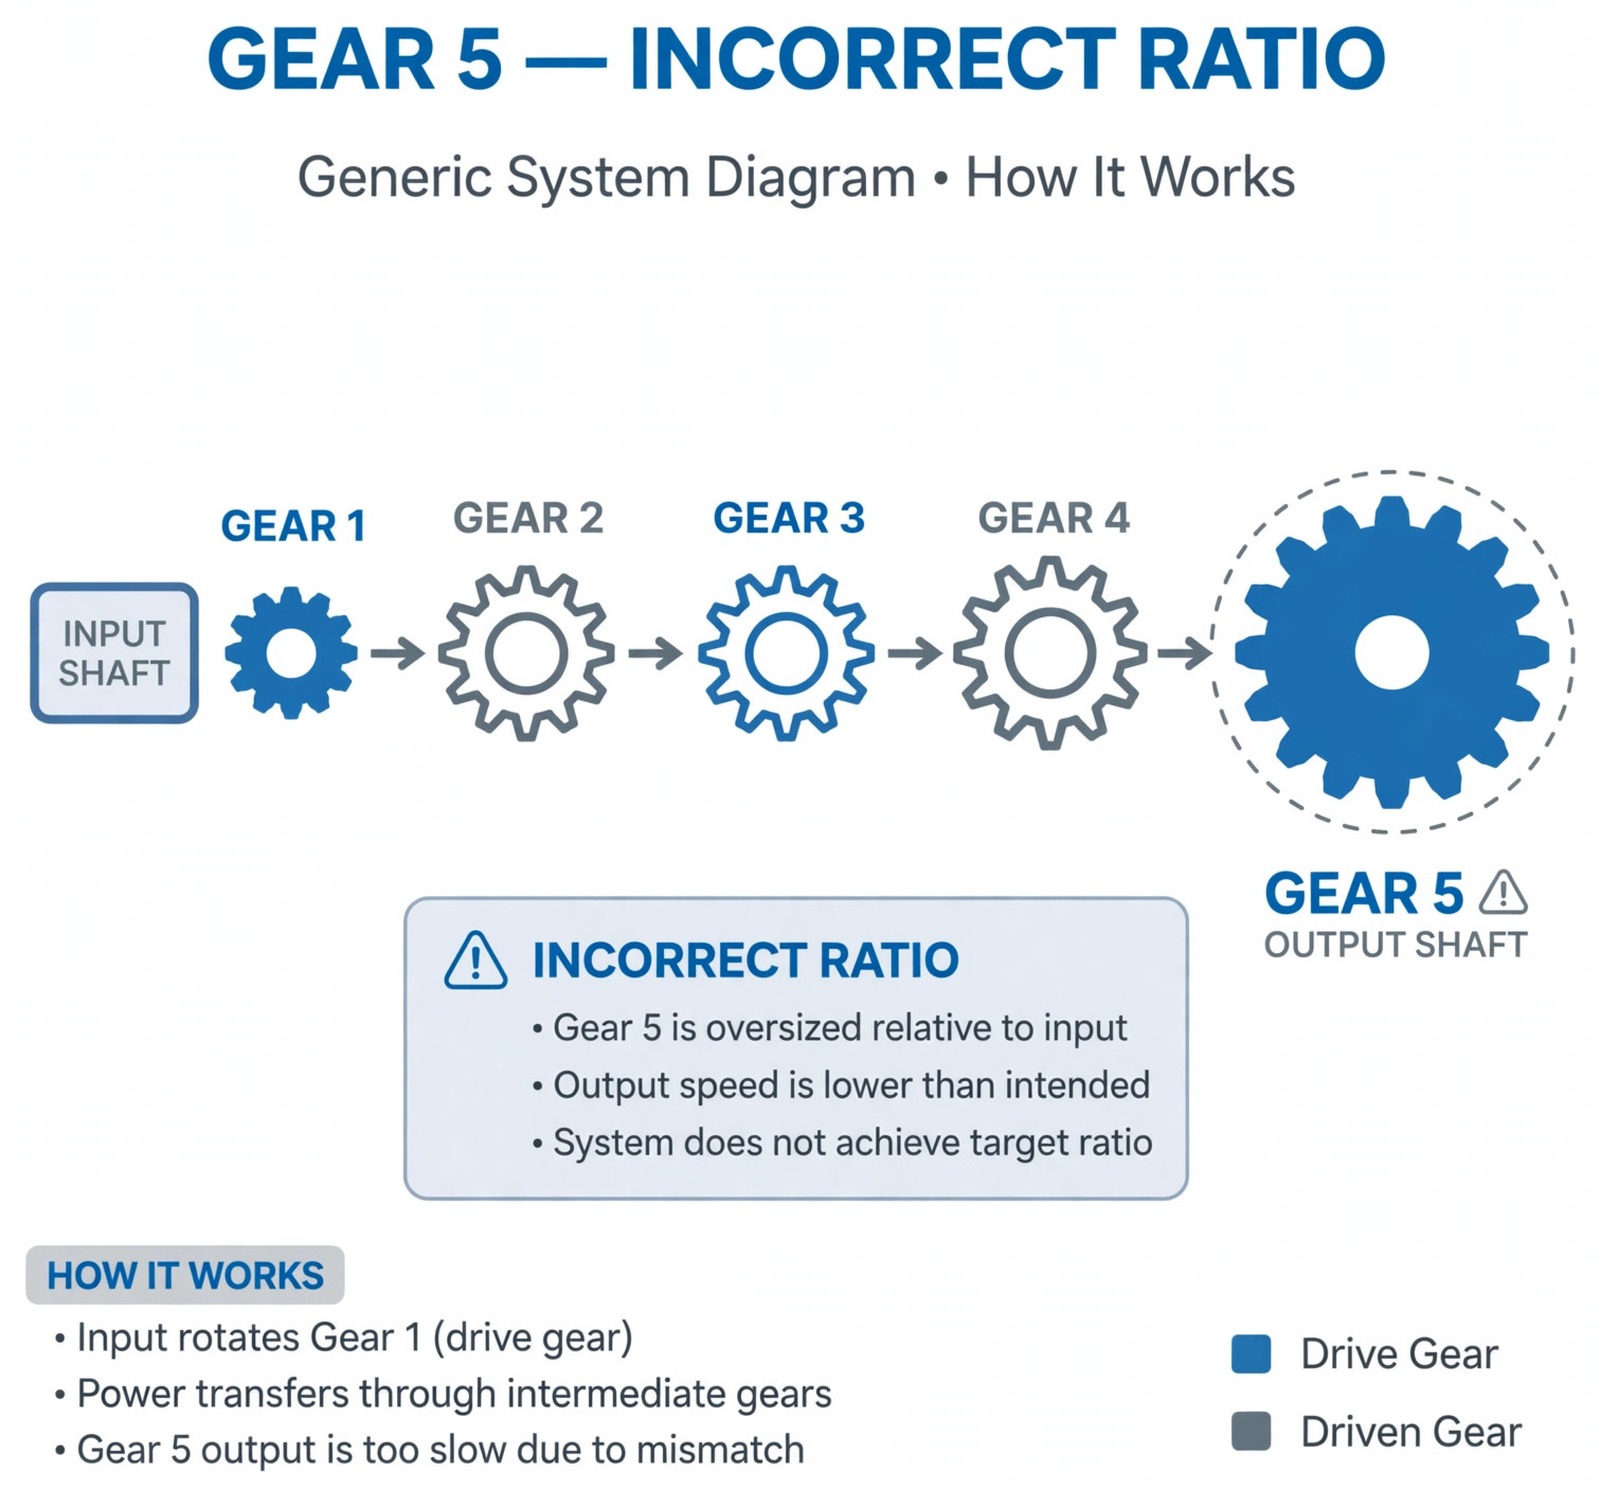 GEAR 5 — INCORRECT RATIO
Generic System Diagram • How It Works
GEAR 1
GEAR 2
GEAR 3
GEAR 4
INPUT
SHAFT
GEAR 5
OUTPUT SHAFT
INCORRECT RATIO
• Gear 5 is oversized relative to input
• Output speed is lower than intended
• System does not achieve target ratio
HOW IT WORKS
• Input rotates Gear 1 (drive gear)
• Power transfers through intermediate gears
• Gear 5 output is too slow due to mismatch
Drive Gear
Driven Gear